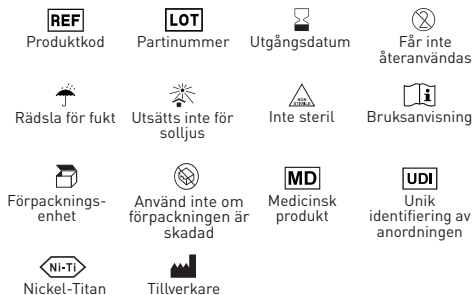 REF
LOT
2
Produktkod
Partinummer
Utgångsdatum
Får inte
återanvändas
NON
STERILE
i
Rädsla för fukt
Utsätts inte för
solljus
Inte steril
Bruksanvisning
MD
UDI
Förpacknings-
enhet
Använd inte om
förpackningen är
skadad
Medicinsk
produkt
Unik
identifiering av
anordningen
Ni-Ti
Nickel-Titan
Tillverkare